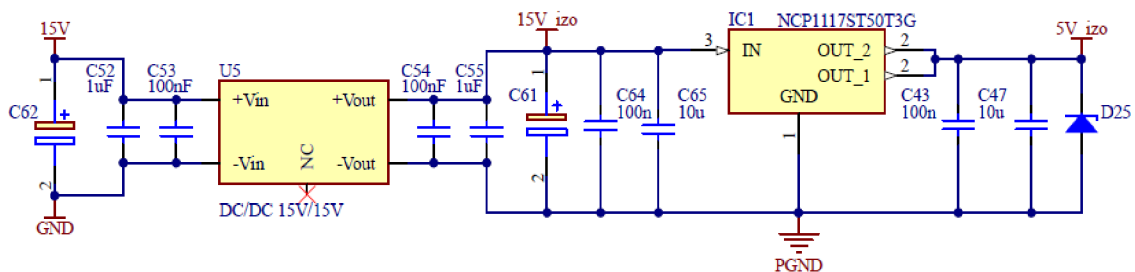 15V
1
C62
2
GND
C52
1uF
C53
100nF
U5
+Vin
-Vin
NC
+Vout
-Vout
DC/DC 15V/15V
C54
100nF
C55
1uF
15V_izo
1
C61
2
C64
100n
C65
10u
IC1
NCP1117ST50T3G
3
IN
OUT_2
2
OUT_1
2
GND
1
PGND
C43
100n
C47
10u
5V_izo
D25